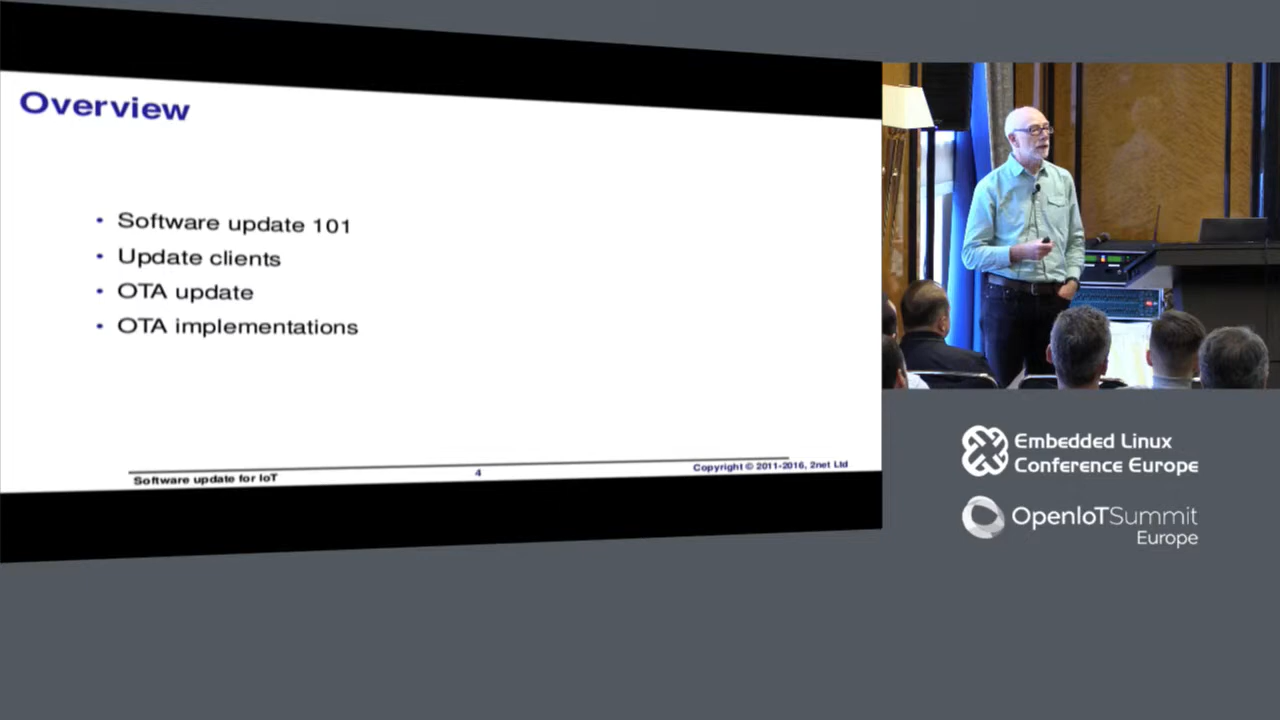 Overview
• Software update 101
• Update clients
• OTA update
• OTA implementations
Software update for IoT
4
Copyright © 2011-2016, 2net Ltd
Embedded Linux
Conference Europe
OpenIoTSummit
Europe